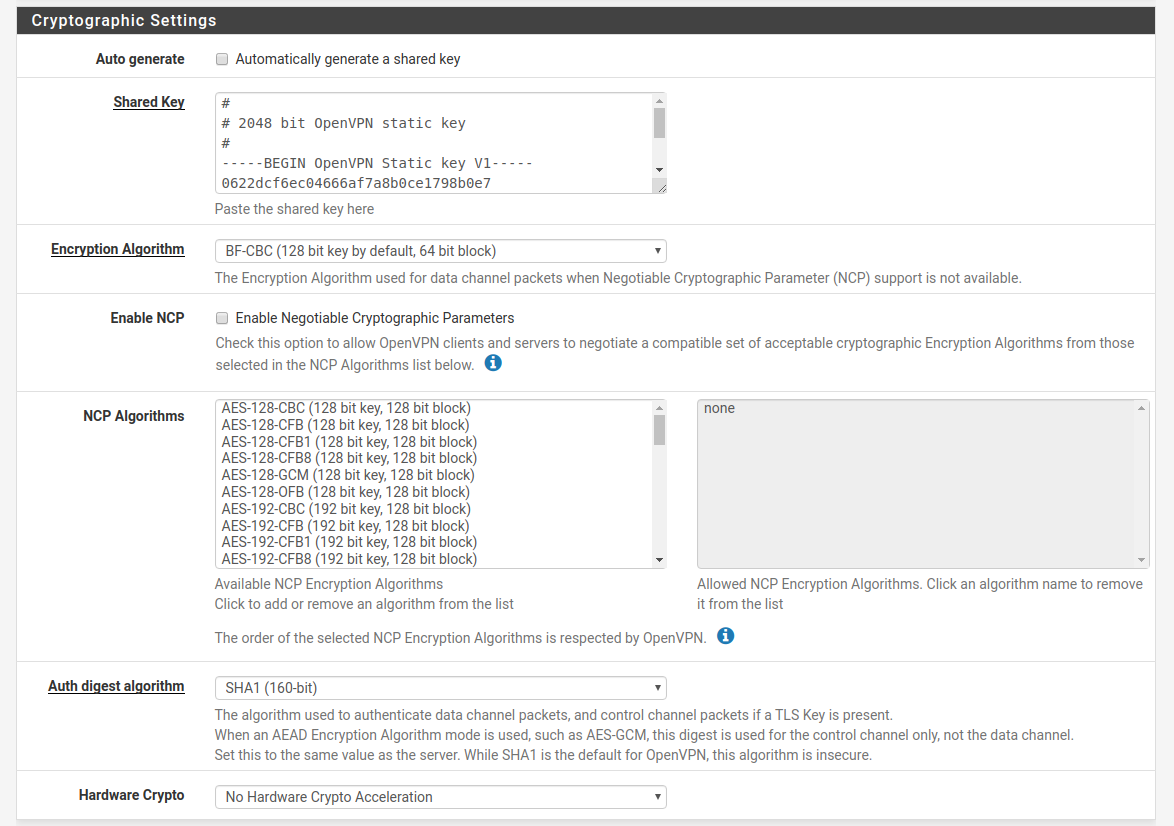 Cryptographic Settings
Auto generate
Automatically generate a shared key
Shared Key
#
# 2048 bit OpenVPN static key
#
-----BEGIN OpenVPN Static key V1-----
0622dcf6ec04666af7a8b0ce1798b0e7
Paste the shared key here
Encryption Algorithm
BF-CBC (128 bit key by default, 64 bit block)
The Encryption Algorithm used for data channel packets when Negotiable Cryptographic Parameter (NCP) support is not available.
Enable NCP
Enable Negotiable Cryptographic Parameters
Check this option to allow OpenVPN clients and servers to negotiate a compatible set of acceptable cryptographic Encryption Algorithms from those
selected in the NCP Algorithms list below.
NCP Algorithms
AES-128-CBC (128 bit key, 128 bit block)
AES-128-CFB (128 bit key, 128 bit block)
AES-128-CFB1 (128 bit key, 128 bit block)
AES-128-CFB8 (128 bit key, 128 bit block)
AES-128-GCM (128 bit key, 128 bit block)
AES-128-OFB (128 bit key, 128 bit block)
AES-192-CBC (192 bit key, 128 bit block)
AES-192-CFB (192 bit key, 128 bit block)
AES-192-CFB1 (192 bit key, 128 bit block)
AES-192-CFB8 (192 bit key, 128 bit block)
Available NCP Encryption Algorithms
Click to add or remove an algorithm from the list
none
Allowed NCP Encryption Algorithms. Click an algorithm name to remove
it from the list
The order of the selected NCP Encryption Algorithms is respected by OpenVPN.
Auth digest algorithm
SHA1 (160-bit)
The algorithm used to authenticate data channel packets, and control channel packets if a TLS Key is present.
When an AEAD Encryption Algorithm mode is used, such as AES-GCM, this digest is used for the control channel only, not the data channel.
Set this to the same value as the server. While SHA1 is the default for OpenVPN, this algorithm is insecure.
Hardware Crypto
No Hardware Crypto Acceleration